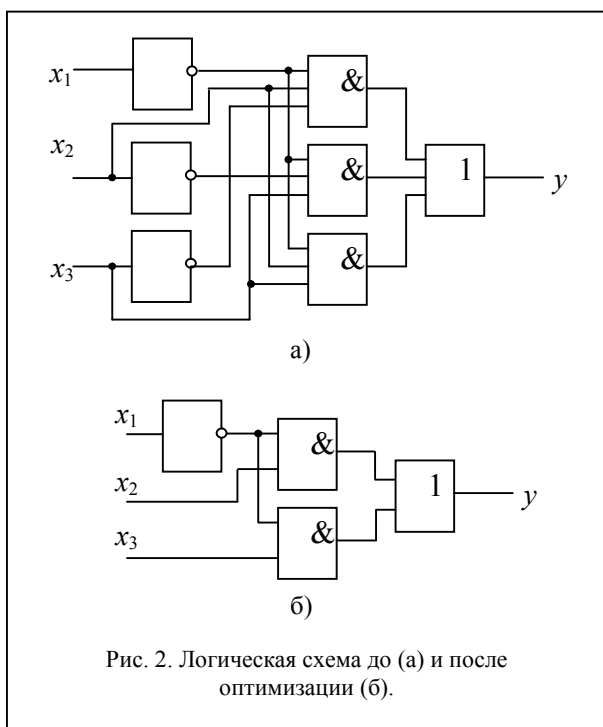 x₁
&
x₂
&
1
y
x₃
&
а)
x₁
&
x₂
1
y
x₃
&
б)
Рис. 2. Логическая схема до (а) и после
оптимизации (б).